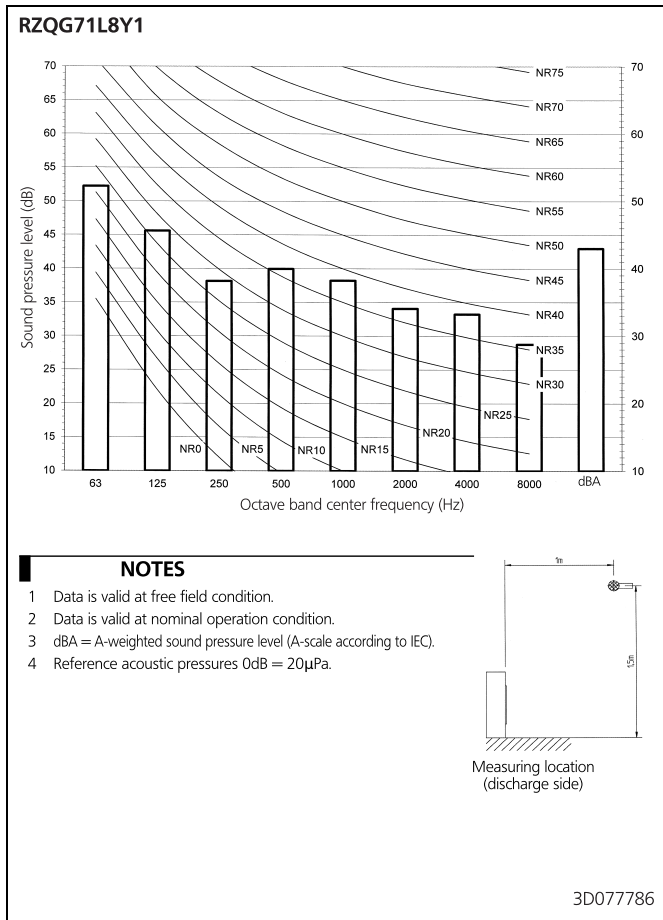 RZQG71L8Y1
Sound pressure level (dB)
70
65
60
55
50
45
40
35
30
25
20
15
10
70
60
50
40
30
20
10
NR75
NR70
NR65
NR60
NR55
NR50
NR45
NR40
NR35
NR30
NR25
NR20
NR15
NR10
NR5
NR0
63 125 250 500 1000 2000 4000 8000 dBA
Octave band center frequency (Hz)
NOTES
1 Data is valid at free field condition.
2 Data is valid at nominal operation condition.
3 dBA = A-weighted sound pressure level (A-scale according to IEC).
4 Reference acoustic pressures 0dB = 20µPa.
1m
1,5m
Measuring location
(discharge side)
3D077786